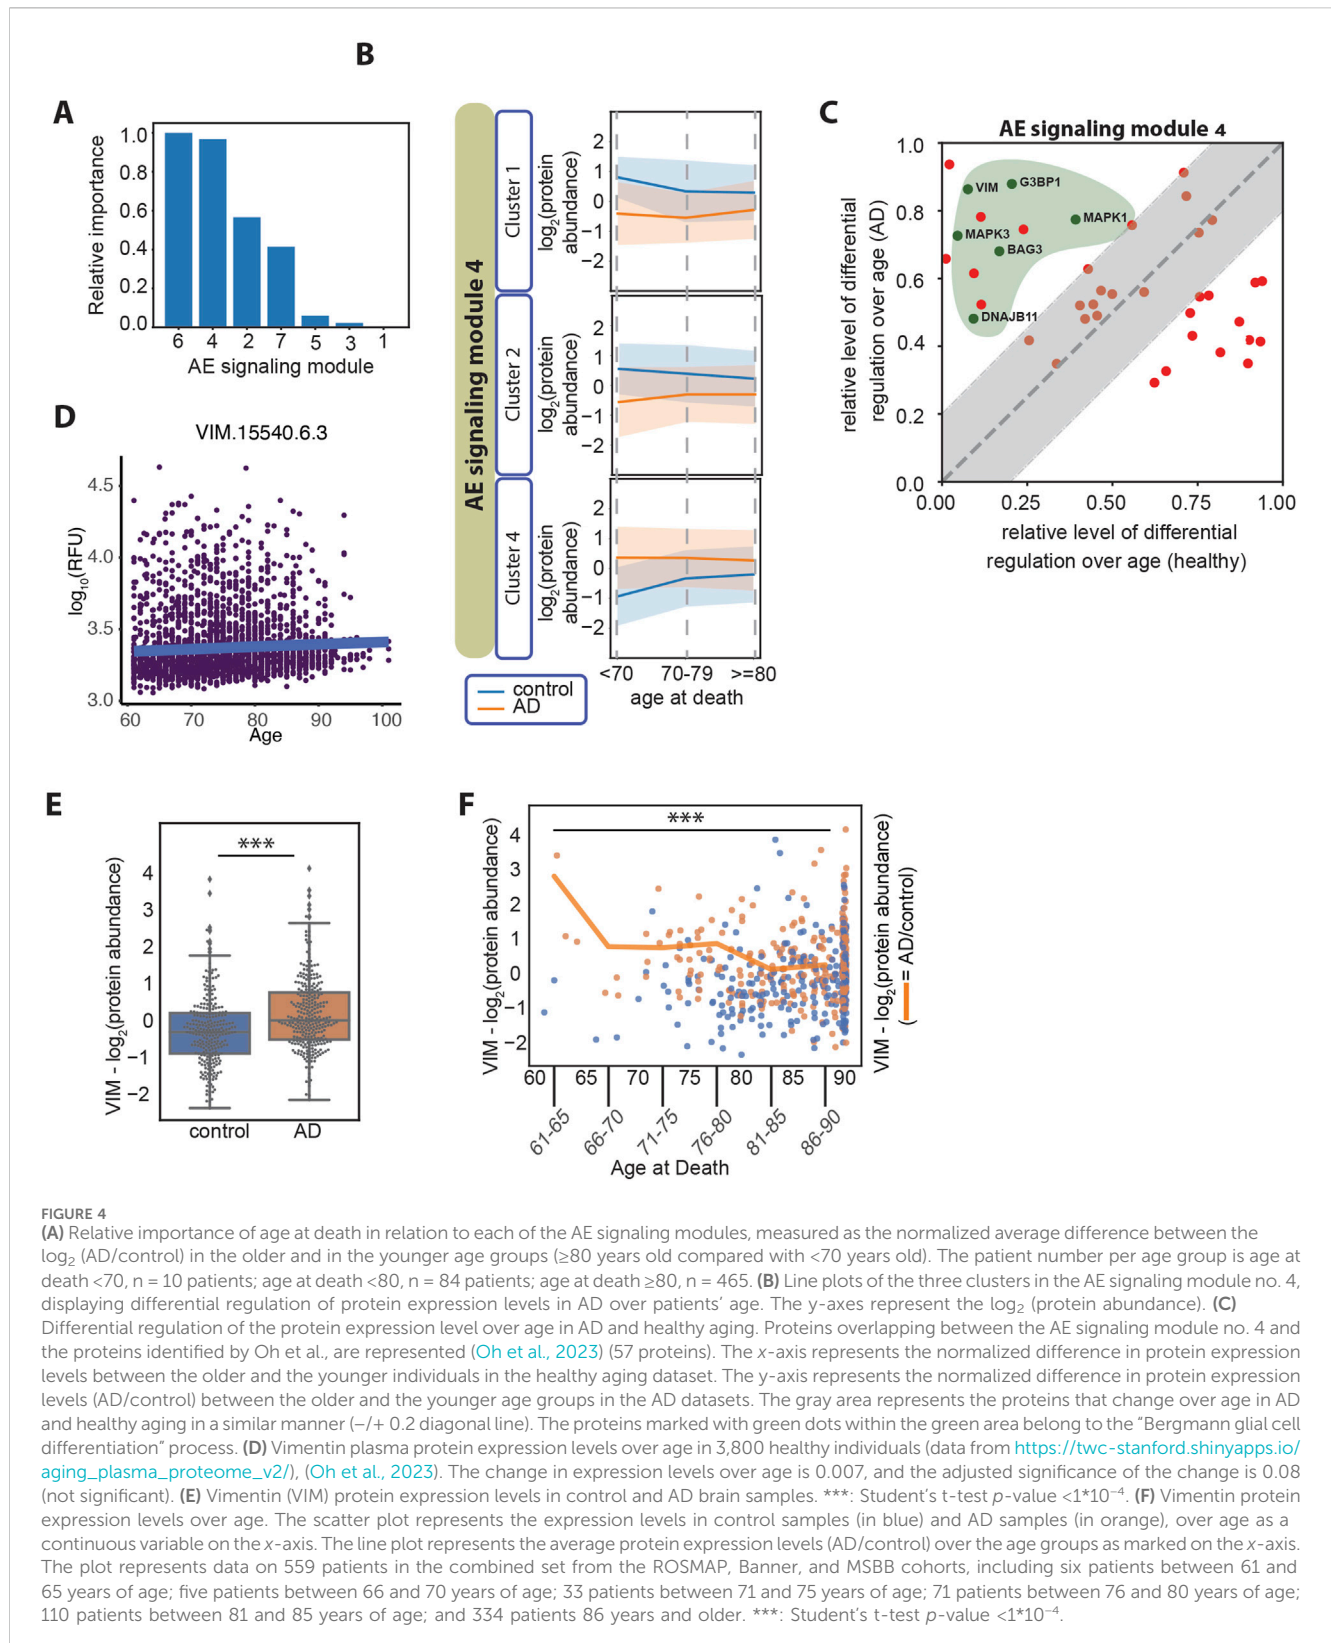 A
Relative importance
1.0
0.8
0.6
0.4
0.2
0.0
6 4 2 7 5 3 1
AE signaling module
B
AE signaling module 4
Cluster 1
log2(protein
abundance)
2
1
0
−1
−2
Cluster 2
log2(protein
abundance)
2
1
0
−1
−2
Cluster 4
log2(protein
abundance)
2
1
0
−1
−2
<70 70-79 >=80
age at death
control
AD
C
AE signaling module 4
relative level of differential
regulation over age (AD)
1.0
0.8
0.6
0.4
0.2
0.0
VIM
G3BP1
MAPK1
MAPK3
BAG3
DNAJB11
0.00 0.25 0.50 0.75 1.00
relative level of differential
regulation over age (healthy)
D
VIM.15540.6.3
log10(RFU)
4.5
4.0
3.5
3.0
60 70 80 90 100
Age
E
VIM - log2(protein abundance)
4
3
2
1
0
−1
−2
***
control AD
F
VIM - log2(protein abundance)
4
3
2
1
0
−1
−2
***
60 65 70 75 80 85 90
61-65 66-70 71-75 76-80 81-85 86-90
Age at Death
VIM - log2(protein abundance)
( = AD/control)
FIGURE 4
(A) Relative importance of age at death in relation to each of the AE signaling modules, measured as the normalized average difference between the
log2 (AD/control) in the older and in the younger age groups (≥80 years old compared with <70 years old). The patient number per age group is age at
death <70, n = 10 patients; age at death <80, n = 84 patients; age at death ≥80, n = 465. (B) Line plots of the three clusters in the AE signaling module no. 4,
displaying differential regulation of protein expression levels in AD over patients’ age. The y-axes represent the log2 (protein abundance). (C)
Differential regulation of the protein expression level over age in AD and healthy aging. Proteins overlapping between the AE signaling module no. 4 and
the proteins identified by Oh et al., are represented (Oh et al., 2023) (57 proteins). The x-axis represents the normalized difference in protein expression
levels between the older and the younger individuals in the healthy aging dataset. The y-axis represents the normalized difference in protein expression
levels (AD/control) between the older and the younger age groups in the AD datasets. The gray area represents the proteins that change over age in AD
and healthy aging in a similar manner (−/+ 0.2 diagonal line). The proteins marked with green dots within the green area belong to the “Bergmann glial cell
differentiation” process. (D) Vimentin plasma protein expression levels over age in 3,800 healthy individuals (data from https://twc-stanford.shinyapps.io/
aging_plasma_proteome_v2/), (Oh et al., 2023). The change in expression levels over age is 0.007, and the adjusted significance of the change is 0.08
(not significant). (E) Vimentin (VIM) protein expression levels in control and AD brain samples. ***: Student’s t-test p-value <1*10−4. (F) Vimentin protein
expression levels over age. The scatter plot represents the expression levels in control samples (in blue) and AD samples (in orange), over age as a
continuous variable on the x-axis. The line plot represents the average protein expression levels (AD/control) over the age groups as marked on the x-axis.
The plot represents data on 559 patients in the combined set from the ROSMAP, Banner, and MSBB cohorts, including six patients between 61 and
65 years of age; five patients between 66 and 70 years of age; 33 patients between 71 and 75 years of age; 71 patients between 76 and 80 years of age;
110 patients between 81 and 85 years of age; and 334 patients 86 years and older. ***: Student’s t-test p-value <1*10−4.